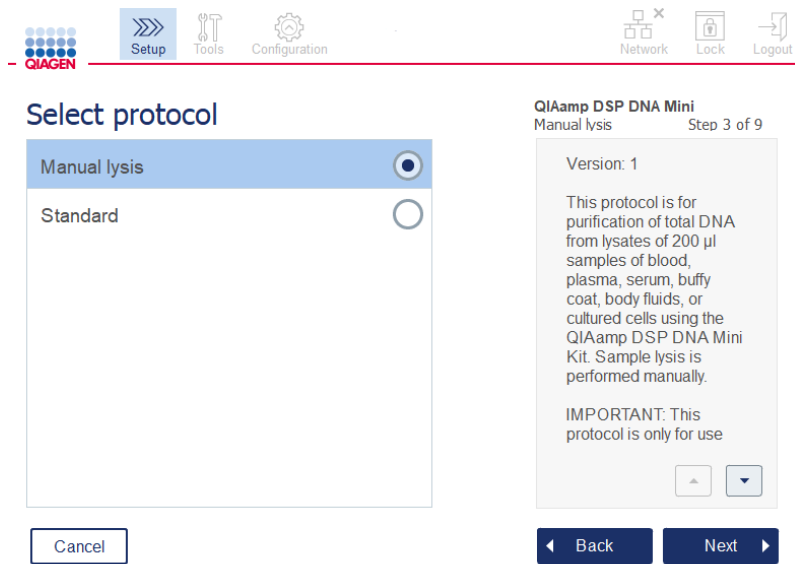 Setup
Tools
Configuration
Network
Lock
Logout
QIAGEN
Select protocol
Manual lysis
Standard
QIAamp DSP DNA Mini
Manual lysis Step 3 of 9
Version: 1
This protocol is for
purification of total DNA
from lysates of 200 µl
samples of blood,
plasma, serum, buffy
coat, body fluids, or
cultured cells using the
QIAamp DSP DNA Mini
Kit. Sample lysis is
performed manually.
IMPORTANT: This
protocol is only for use
Cancel
Back
Next